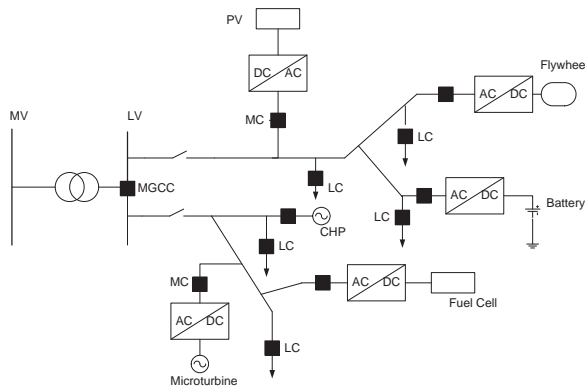 PV
DC AC
Flywhee
AC DC
MV
LV
MC
LC
MGCC
LC
AC DC
Battery
LC
CHP
LC
MC
AC DC
Fuel Cell
AC DC
LC
Microturbine